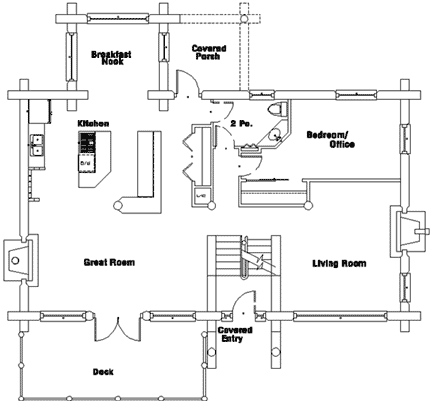 Breakfast
Nook
Covered
Porch
Kitchen
2 Pc.
Bedroom/
Office
Great Room
Living Room
Covered
Entry
Deck